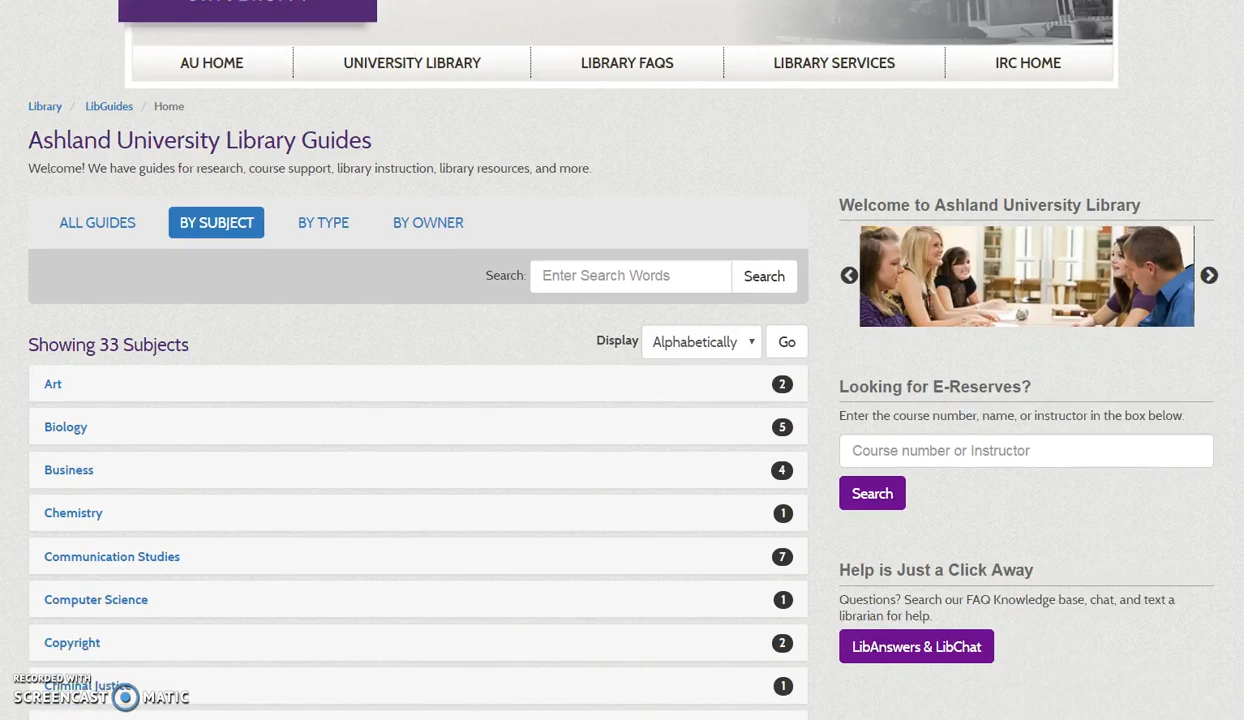 UNIVERSITY
AU HOME
UNIVERSITY LIBRARY
LIBRARY FAQS
LIBRARY SERVICES
IRC HOME
Library / LibGuides / Home
Ashland University Library Guides
Welcome! We have guides for research, course support, library instruction, library resources, and more.
ALL GUIDES
BY SUBJECT
BY TYPE
BY OWNER
Search: Enter Search Words Search
Showing 33 Subjects
Display Alphabetically Go
Art 2
Biology 5
Business 4
Chemistry 1
Communication Studies 7
Computer Science 1
Copyright 2
Criminal Justice 1
Welcome to Ashland University Library
Looking for E-Reserves?
Enter the course number, name, or instructor in the box below.
Course number or Instructor
Search
Help is Just a Click Away
Questions? Search our FAQ Knowledge base, chat, and text a
librarian for help.
LibAnswers & LibChat
RECORDED WITH
SCREENCAST MATIC